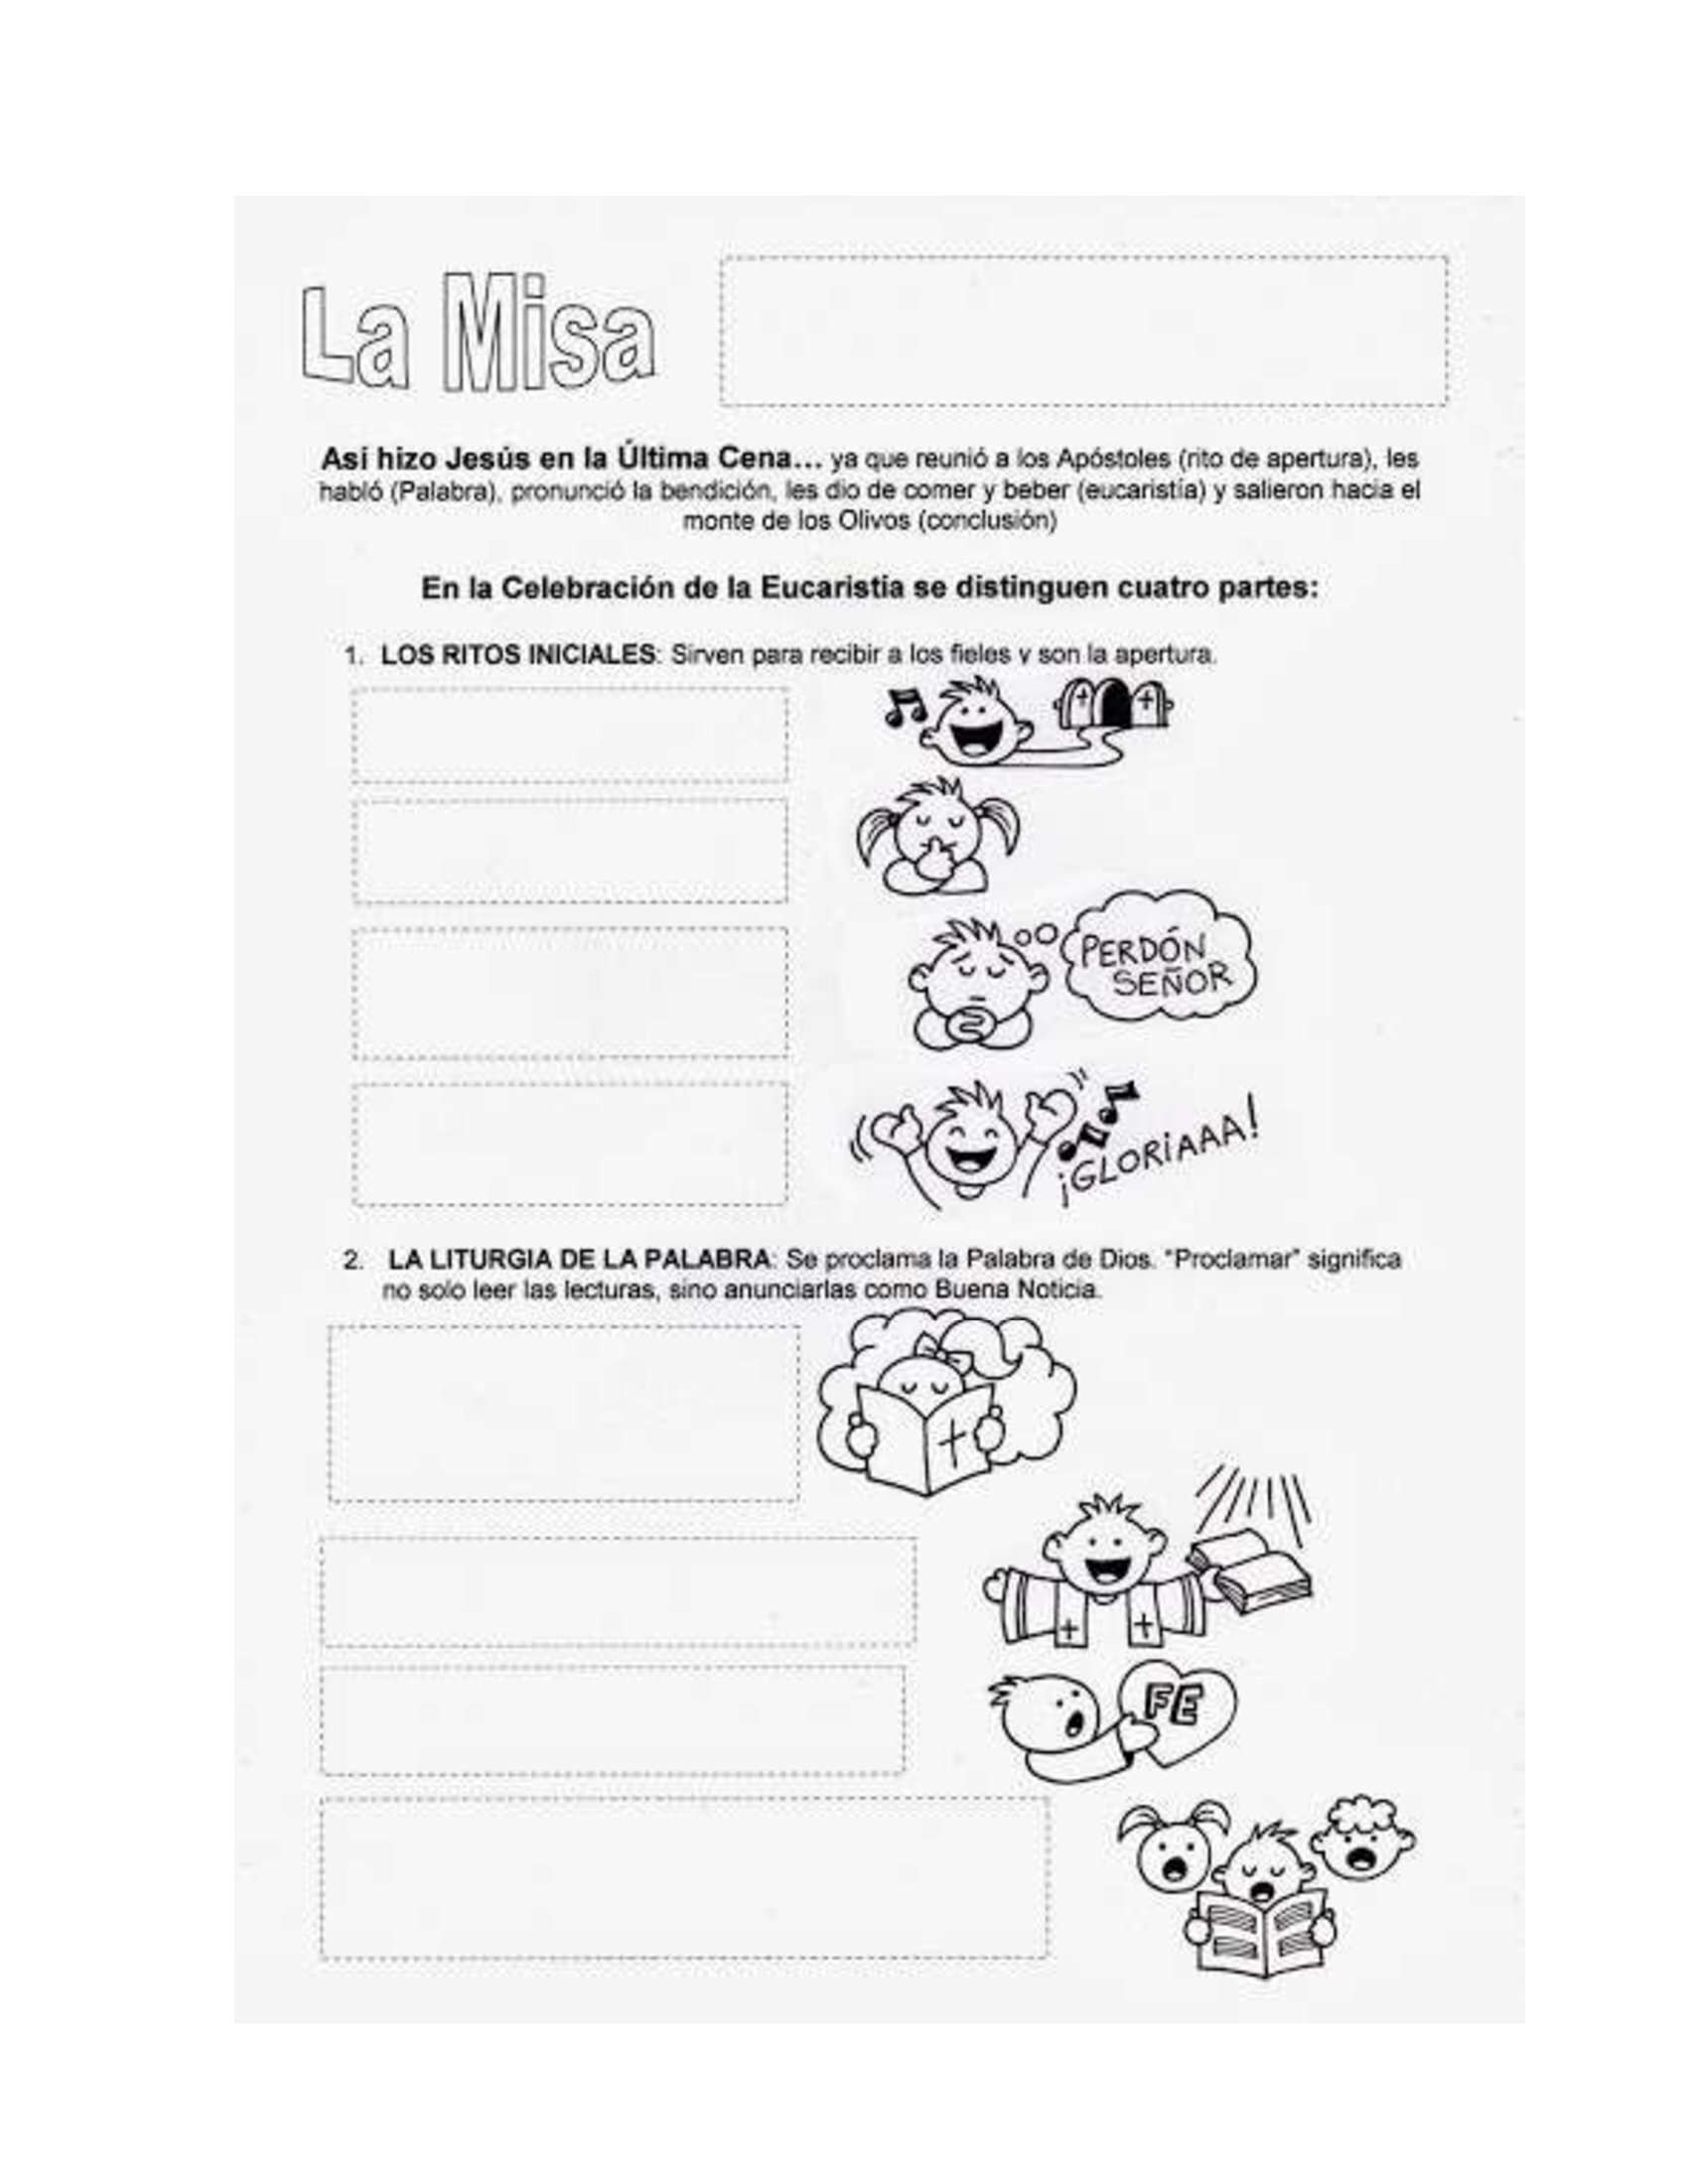 La Misa
Así hizo Jesús en la Última Cena... ya que reunió a los Apóstoles (rito de apertura), les
habló (Palabra), pronunció la bendición, les dio de comer y beber (eucaristía) y salieron hacia el
monte de los Olivos (conclusión)
En la Celebración de la Eucaristia se distinguen cuatro partes:
1. LOS RITOS INICIALES: Sirven para recibir a los fieles y son la apertura.
PERDÓN
SEÑOR
¡GLORIAAA!
2. LA LITURGIA DE LA PALABRA: Se proclama la Palabra de Dios. "Proclamar" significa
no solo leer las lecturas, sino anunciarlas como Buena Noticia.
FE